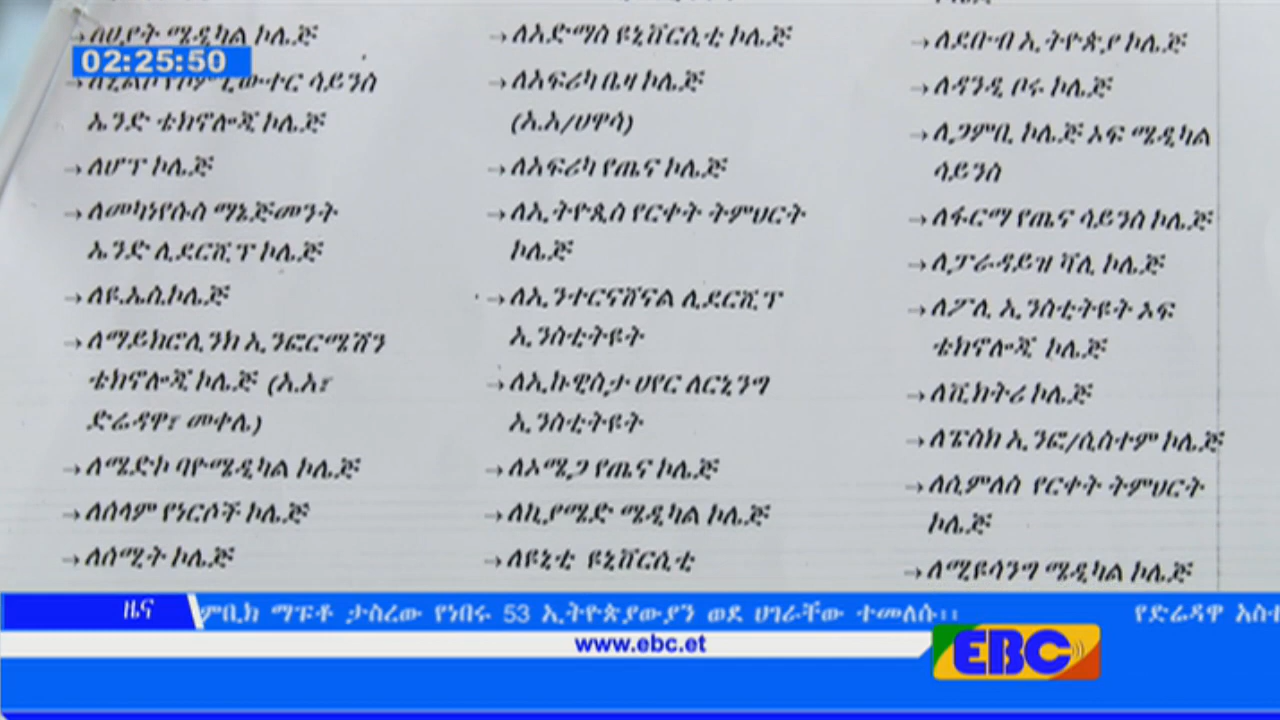 →ለሀያት ሜዲካል ኮሌጅ
02:25:50
ኮምፒውተር ሳይንስ
ኤንድ ቴክኖሎጂ ኮሌጅ
→ለሆፕ ኮሌጅ
→ለመካነየሱስ ማኔጅመንት
ኤንድ ሊደርሺፕ ኮሌጅ
→ለዩ.ኤስ.ኮሌጅ
→ለማይክሮሊንክ ኢንፎርሜሽን
ቴክኖሎጂ ኮሌጅ (አ.አ፣
ድሬዳዋ፣ መቀሌ)
→ለሜድኮ ባዮሜዲካል ኮሌጅ
→ለሰላም የነርሶች ኮሌጅ
→ለሰሚት ኮሌጅ
→ለአድማስ ዩኒቨርሲቲ ኮሌጅ
→ለአፍሪካ ቤዛ ኮሌጅ
(አ.አ/ሀዋሳ)
→ለአፍሪካ የጤና ኮሌጅ
→ለኢትዮጲስ የርቀት ትምህርት
ኮሌጅ
→ለኢንተርናሽናል ሊደርሺፕ
ኢንስቲትዩት
→ለኢኩዊስታ ሀየር ለርኒንግ
ኢንስቲትዩት
→ለኦሜጋ የጤና ኮሌጅ
→ለኪያሜድ ሜዲካል ኮሌጅ
→ለዩኒቲ ዩኒቨርሲቲ
→ለደቡብ ኢትዮጵያ ኮሌጅ
→ለዳንዲ ቦሩ ኮሌጅ
→ለጋምቢ ኮሌጅ ኦፍ ሜዲካል
ሳይንስ
→ለፋርማ የጤና ሳይንስ ኮሌጅ
→ለፓራዳይዝ ቫሊ ኮሌጅ
→ለፖሊ ኢንስቲትዩት ኦፍ
ቴክኖሎጂ ኮሌጅ
→ለቪክትሪ ኮሌጅ
→ለፔስክ ኢንፎ/ሲስተም ኮሌጅ
→ለሲምለስ የርቀት ትምህርት
ኮሌጅ
→ለሚዩሳንግ ሜዲካል ኮሌጅ
ዜና
ምቢክ ማፑቶ ታስረው የነበሩ 53 ኢትዮጵያውያን ወደ ሀገራቸው ተመለሱ፡፡ የድሬዳዋ አስተ
www.ebc.et
EBC